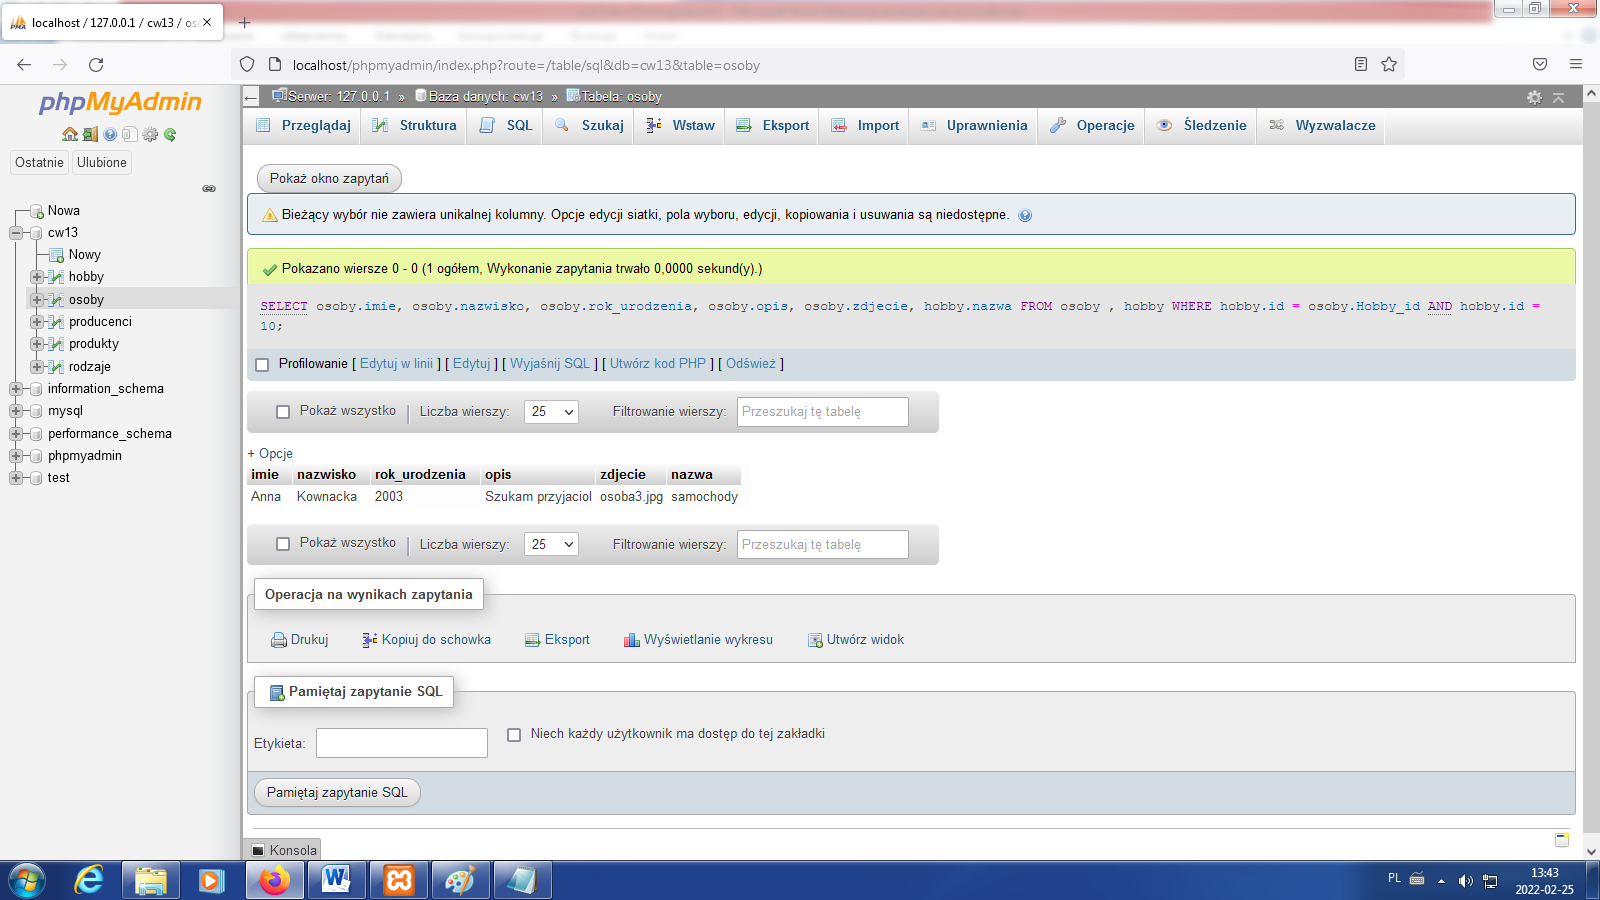 localhost / 127.0.0.1 / cw13 / oso
localhost/phpmyadmin/index.php?route=/table/sql&db=cw13&table=osoby
phpMyAdmin
Ostatnie
Ulubione
Nowa
cw13
Nowy
hobby
osoby
producenci
produkty
rodzaje
information_schema
mysql
performance_schema
phpmyadmin
test
Serwer: 127.0.0.1 » Baza danych: cw13 » Tabela: osoby
Przeglądaj
Struktura
SQL
Szukaj
Wstaw
Eksport
Import
Uprawnienia
Operacje
Śledzenie
Wyzwalacze
Pokaż okno zapytań
Bieżący wybór nie zawiera unikalnej kolumny. Opcje edycji siatki, pola wyboru, edycji, kopiowania i usuwania są niedostępne.
Pokazano wiersze 0 - 0 (1 ogółem, Wykonanie zapytania trwało 0,0000 sekund(y).)
SELECT osoby.imie, osoby.nazwisko, osoby.rok_urodzenia, osoby.opis, osoby.zdjecie, hobby.nazwa FROM osoby , hobby WHERE hobby.id = osoby.Hobby_id AND hobby.id =
10;
Profilowanie [ Edytuj w linii ] [ Edytuj ] [ Wyjaśnij SQL ] [ Utwórz kod PHP ] [ Odśwież ]
Pokaż wszystko | Liczba wierszy: 25 Filtrowanie wierszy: Przeszukaj tę tabelę
+ Opcje
imie nazwisko rok_urodzenia opis zdjecie nazwa
Anna Kownacka 2003 Szukam przyjaciol osoba3.jpg samochody
Pokaż wszystko | Liczba wierszy: 25 Filtrowanie wierszy: Przeszukaj tę tabelę
Operacja na wynikach zapytania
Drukuj
Kopiuj do schowka
Eksport
Wyświetlanie wykresu
Utwórz widok
Pamiętaj zapytanie SQL
Etykieta:
Niech każdy użytkownik ma dostęp do tej zakładki
Pamiętaj zapytanie SQL
Konsola
PL
13:43
2022-02-25